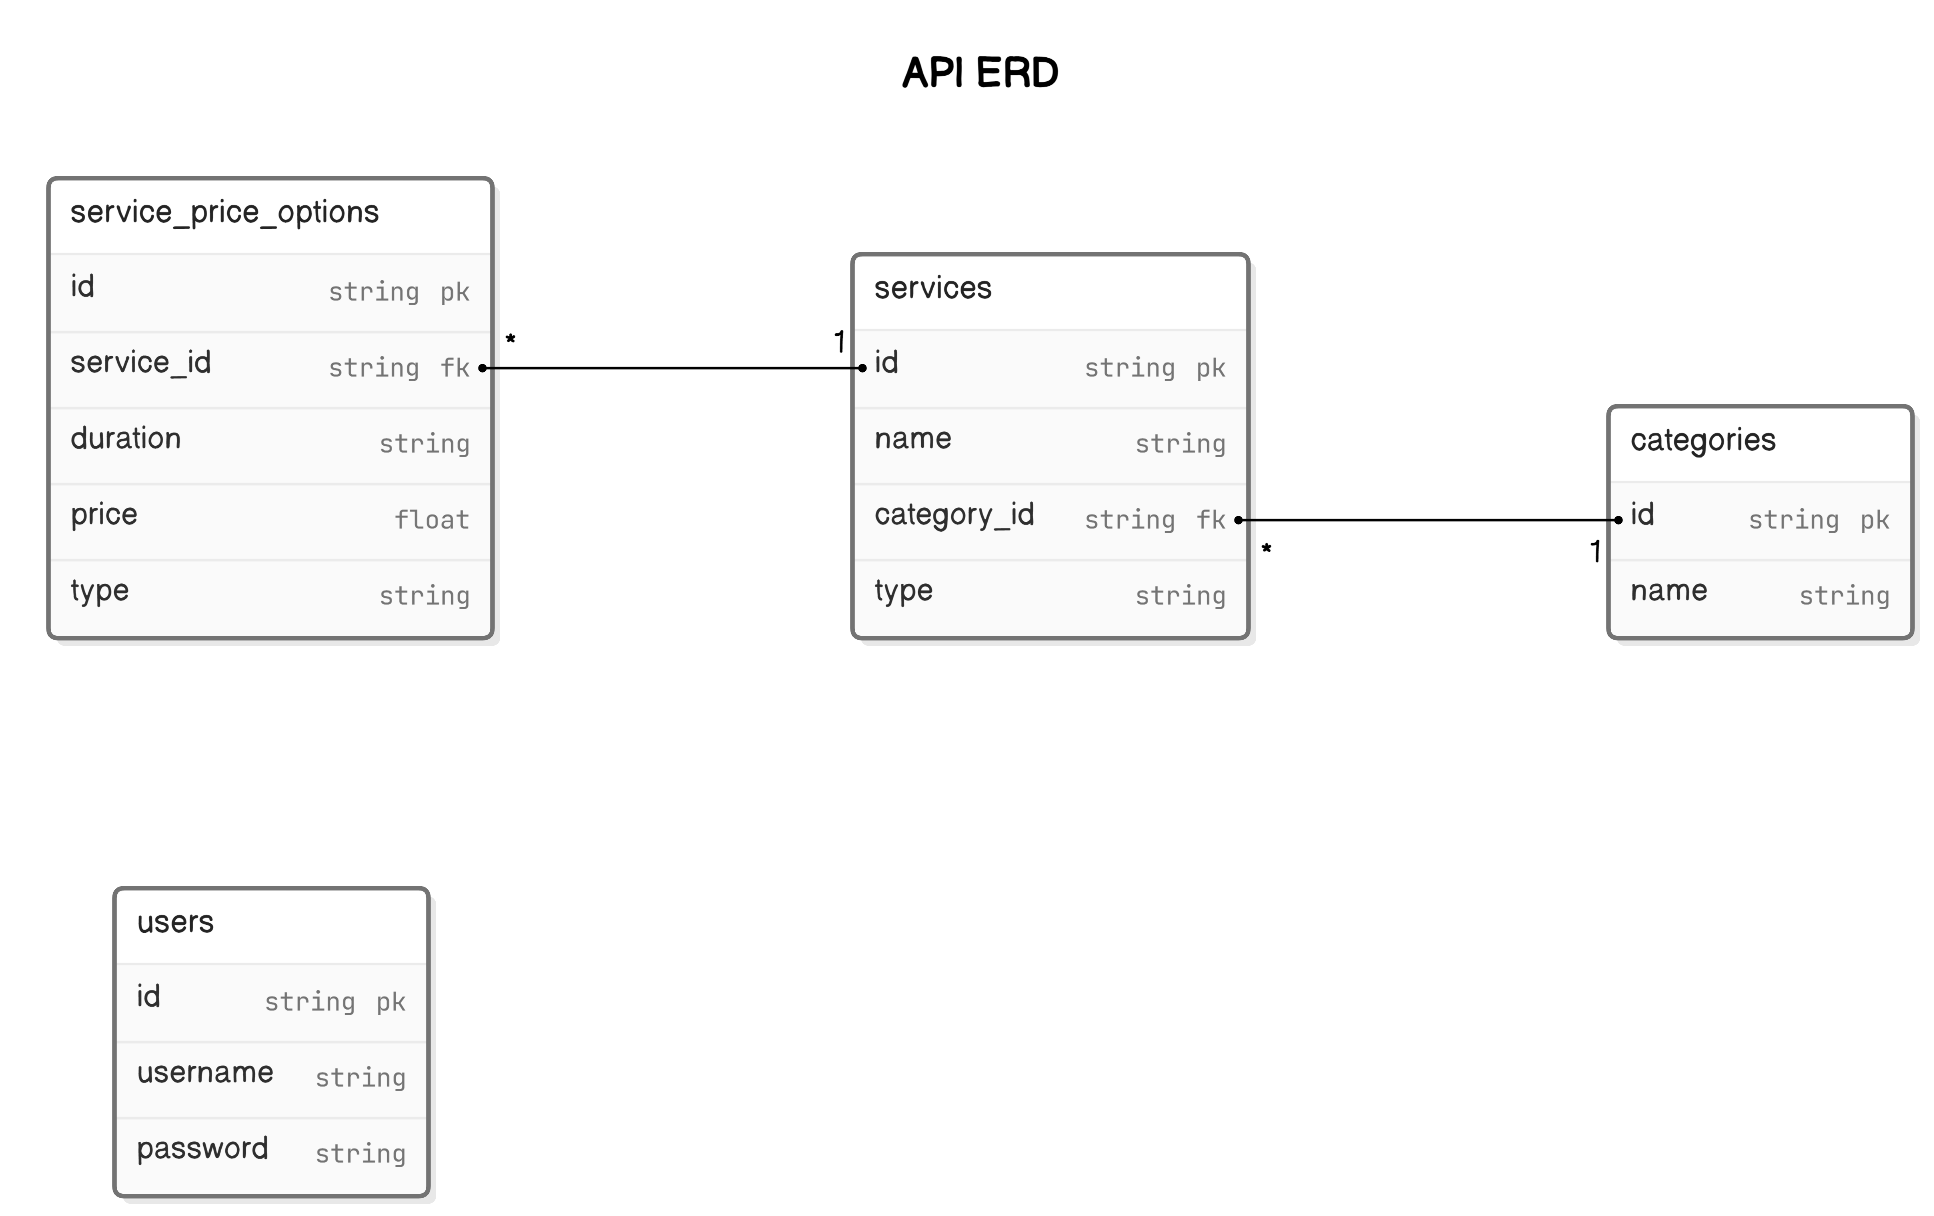 API ERD
service_price_options
id string pk
service_id string fk
duration string
price float
type string
* 1
services
id string pk
name string
category_id string fk
type string
* 1
categories
id string pk
name string
users
id string pk
username string
password string